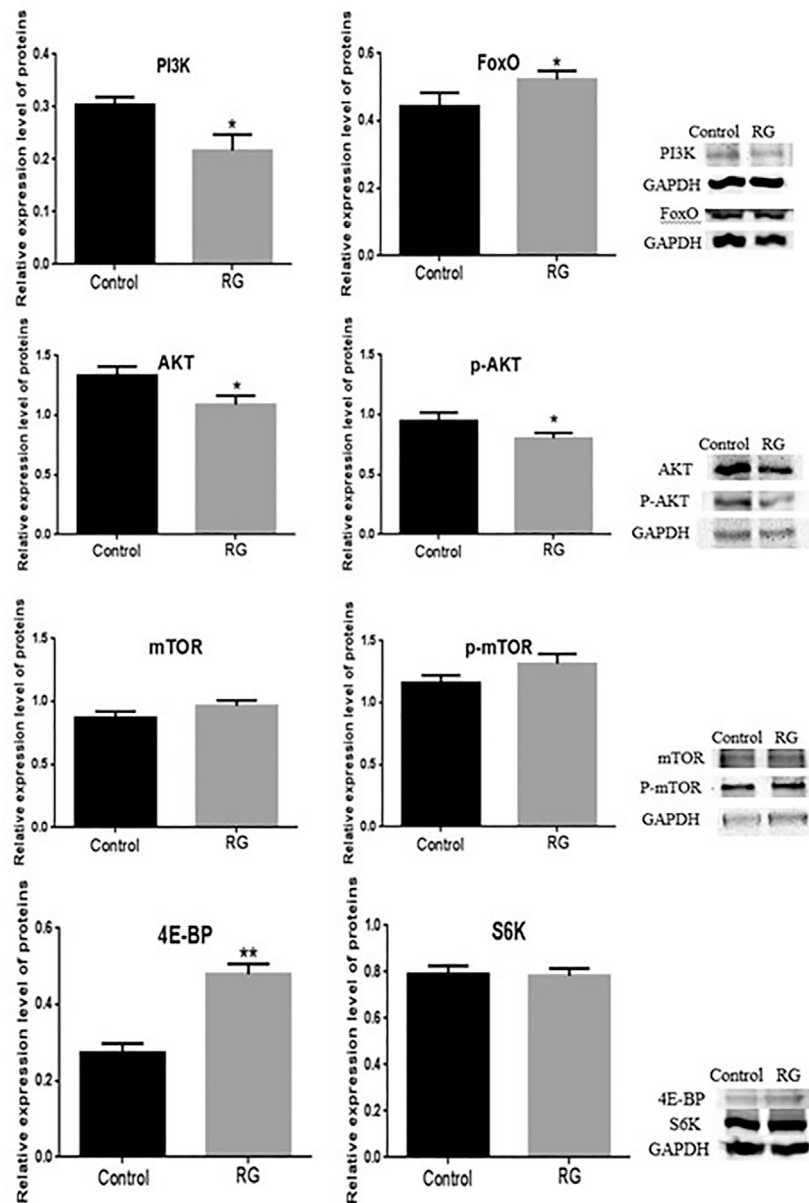 Relative expression level of proteins
PI3K
0.4
0.3
0.2
0.1
0.0
*
Control
RG
Relative expression level of proteins
FoxO
0.6
0.4
0.2
0.0
*
Control
RG
Control RG
PI3K
GAPDH
FoxO
GAPDH
Relative expression level of proteins
AKT
1.5
1.0
0.5
0.0
*
Control
RG
Relative expression level of proteins
p-AKT
1.5
1.0
0.5
0.0
*
Control
RG
Control RG
AKT
P-AKT
GAPDH
Relative expression level of proteins
mTOR
1.5
1.0
0.5
0.0
Control
RG
Relative expression level of proteins
p-mTOR
1.5
1.0
0.5
0.0
Control
RG
Control RG
mTOR
P-mTOR
GAPDH
Relative expression level of proteins
4E-BP
0.6
0.4
0.2
0.0
**
Control
RG
Relative expression level of proteins
S6K
1.0
0.8
0.6
0.4
0.2
0.0
Control
RG
Control RG
4E-BP
S6K
GAPDH